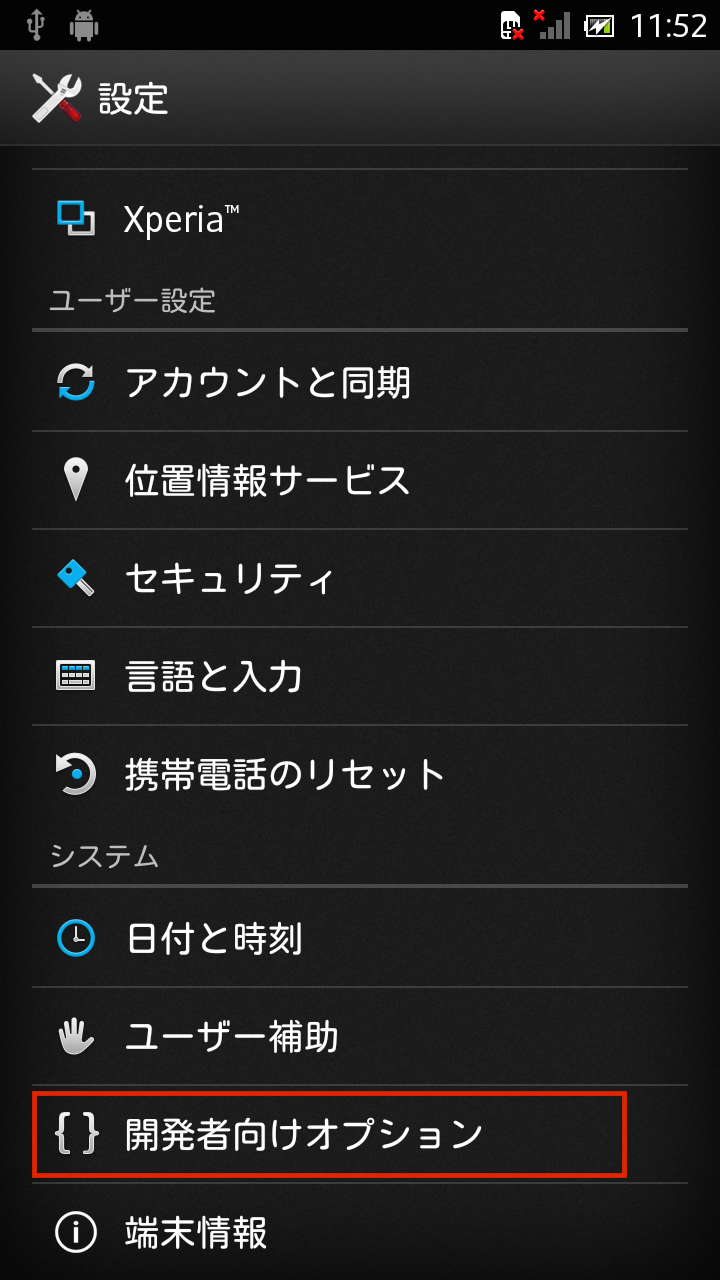 11:52
設定
Xperia™
ユーザー設定
アカウントと同期
位置情報サービス
セキュリティ
言語と入力
携帯電話のリセット
システム
日付と時刻
ユーザー補助
{ } 開発者向けオプション
端末情報